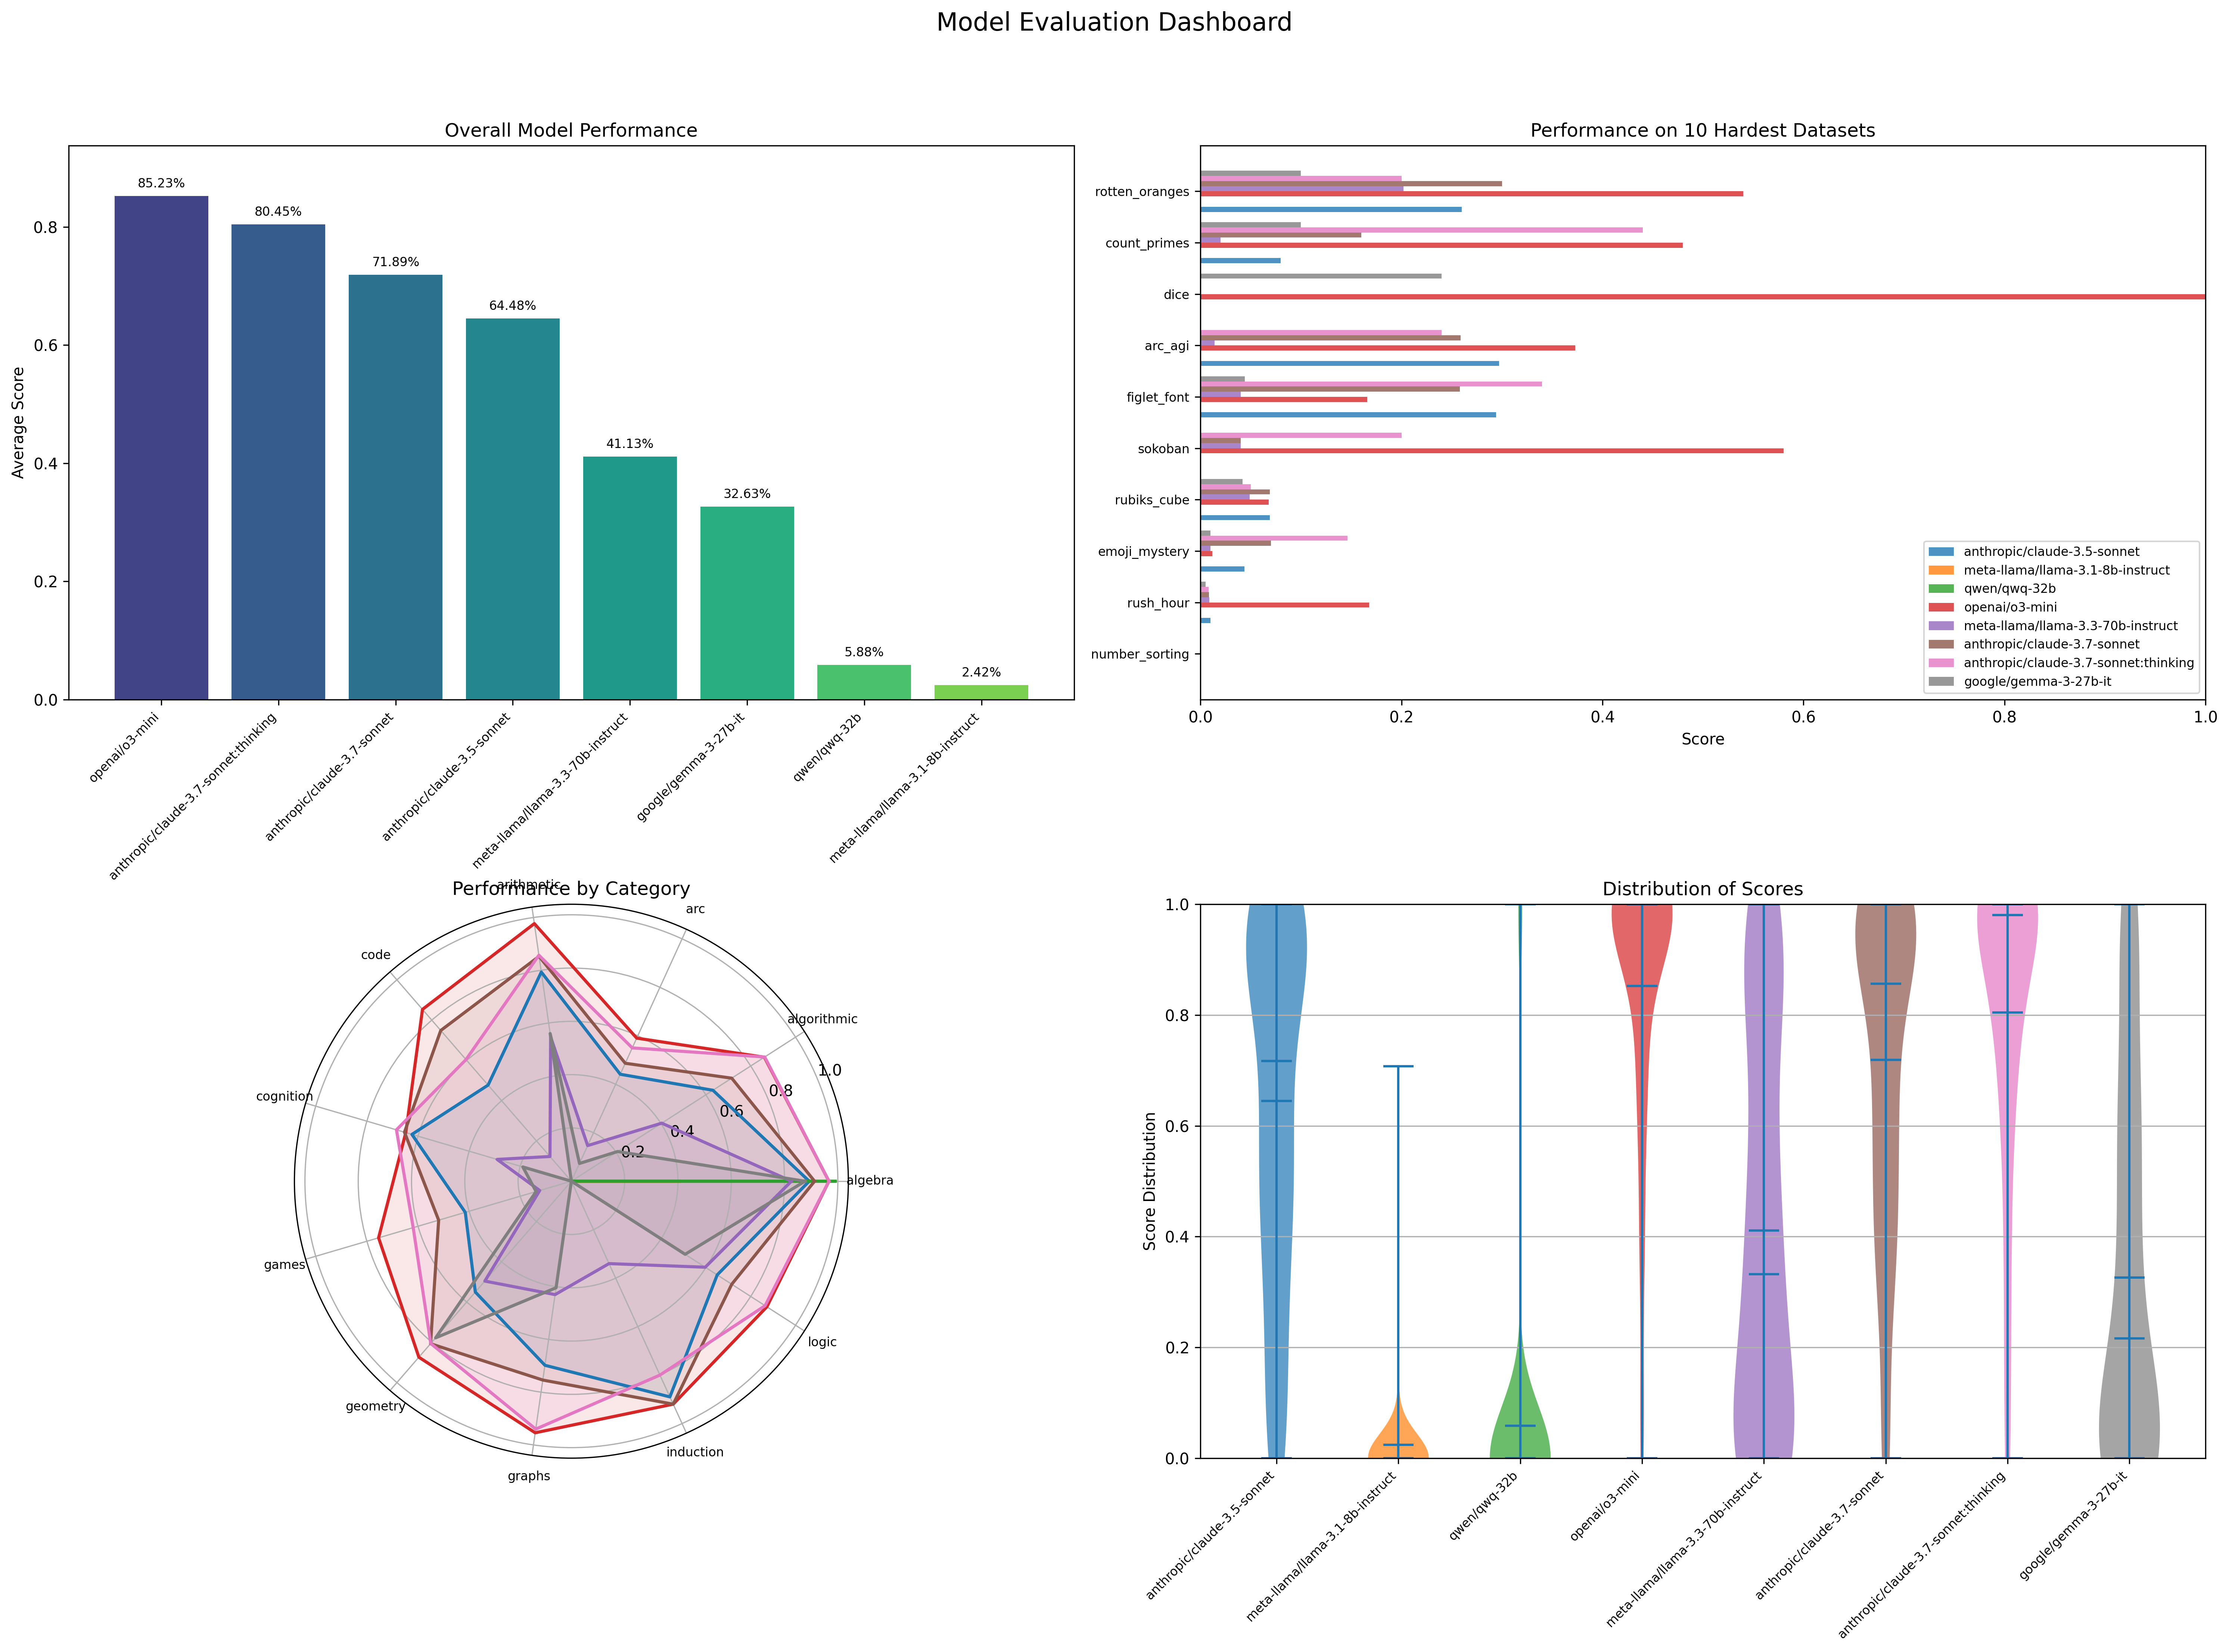 Model Evaluation Dashboard
Overall Model Performance
Average Score
0.8
0.6
0.4
0.2
0.0
85.23%
80.45%
71.89%
64.48%
41.13%
32.63%
5.88%
2.42%
openai/o3-mini
anthropic/claude-3.7-sonnet:thinking
anthropic/claude-3.7-sonnet
anthropic/claude-3.5-sonnet
meta-llama/llama-3.3-70b-instruct
google/gemma-3-27b-it
qwen/qwq-32b
meta-llama/llama-3.1-8b-instruct
Performance on 10 Hardest Datasets
rotten_oranges
count_primes
dice
arc_agi
figlet_font
sokoban
rubiks_cube
emoji_mystery
rush_hour
number_sorting
anthropic/claude-3.5-sonnet
meta-llama/llama-3.1-8b-instruct
qwen/qwq-32b
openai/o3-mini
meta-llama/llama-3.3-70b-instruct
anthropic/claude-3.7-sonnet
anthropic/claude-3.7-sonnet:thinking
google/gemma-3-27b-it
0.0
0.2
0.4
0.6
0.8
1.0
Score
Performance by Category
arithmetic
arc
code
algorithmic
cognition
algebra
games
logic
geometry
induction
graphs
1.0
0.8
0.6
0.4
0.2
Distribution of Scores
Score Distribution
1.0
0.8
0.6
0.4
0.2
0.0
anthropic/claude-3.5-sonnet
meta-llama/llama-3.1-8b-instruct
qwen/qwq-32b
openai/o3-mini
meta-llama/llama-3.3-70b-instruct
anthropic/claude-3.7-sonnet
anthropic/claude-3.7-sonnet:thinking
google/gemma-3-27b-it